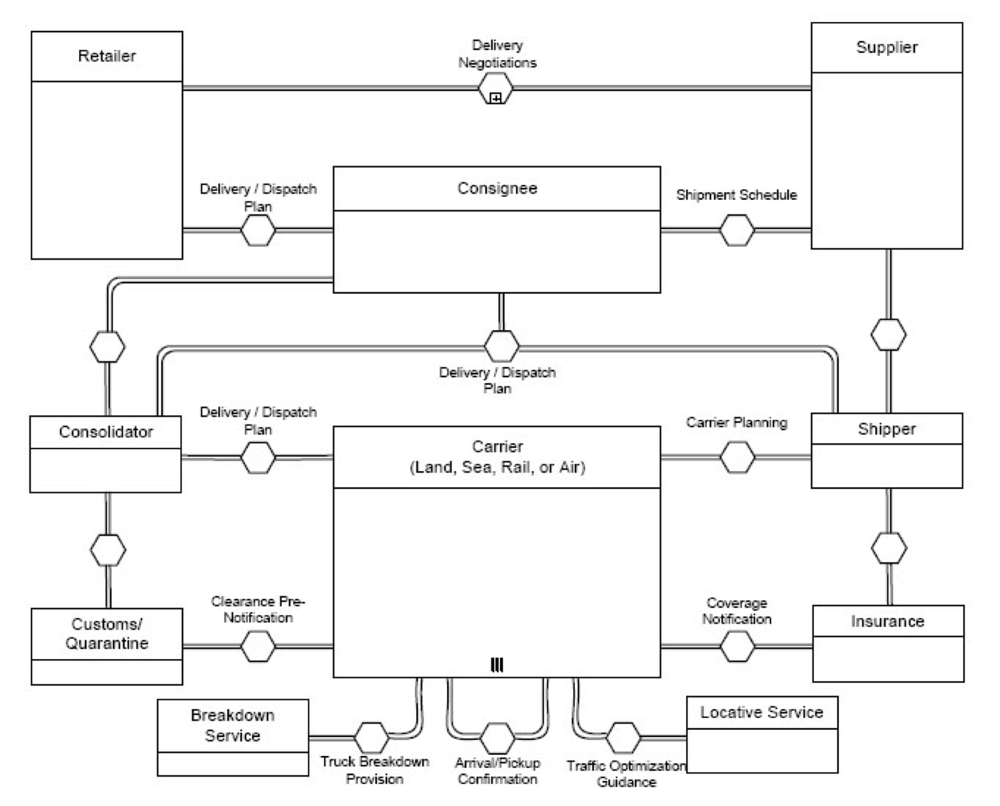 Retailer
Delivery
Negotiations
Supplier
Delivery / Dispatch
Plan
Consignee
Shipment Schedule
Delivery / Dispatch
Plan
Consolidator
Delivery / Dispatch
Plan
Carrier
(Land, Sea, Rail, or Air)
Carrier Planning
Shipper
Customs/
Quarantine
Clearance Pre-
Notification
Coverage
Notification
Insurance
Breakdown
Service
Truck Breakdown
Provision
Arrival/Pickup
Confirmation
Traffic Optimization
Guidance
Locative Service